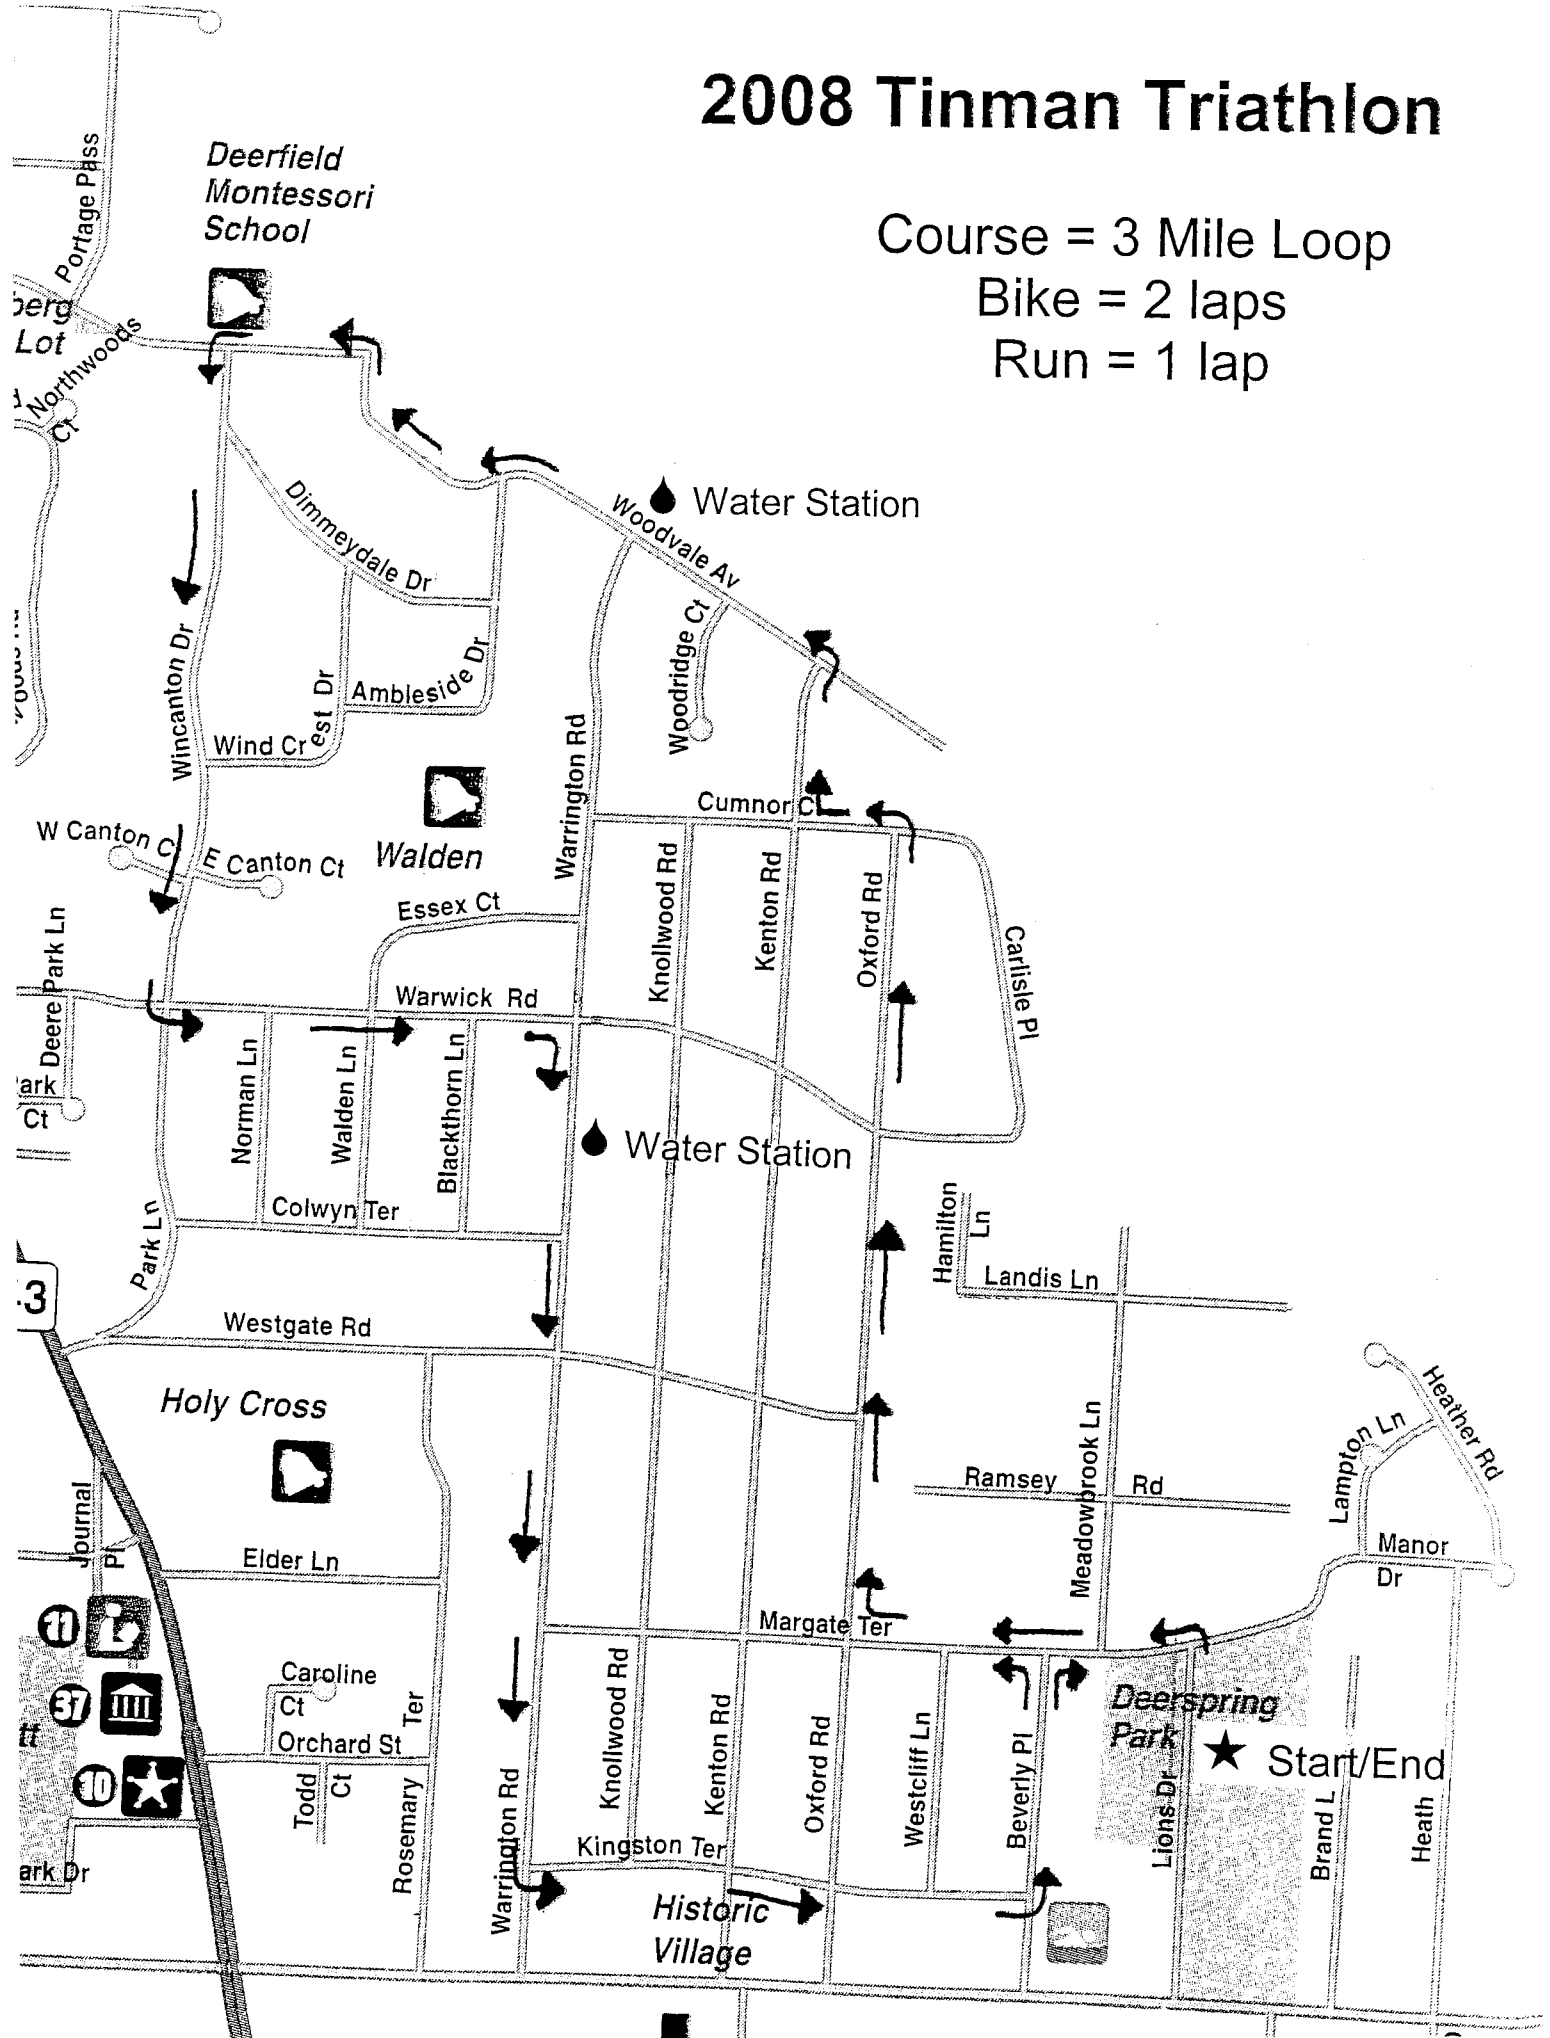 2008 Tinman Triathlon
Course = 3 Mile Loop
Bike = 2 laps
Run = 1 lap
Portage Pass
Deerfield
Montessori
School
berg
Lot
Northwoods
Ct
Water Station
Woodvale Av
Dimmeydale Dr
Woodridge Ct
Wincanton Dr
Ambleside Dr
Wind Crest Dr
Warrington Rd
Cumnor C
W Canton C
E Canton Ct
Walden
Essex Ct
Knollwood Rd
Kenton Rd
Oxford Rd
Carlisle Pl
Deere Park Ln
Warwick Rd
ark
Ct
Norman Ln
Walden Ln
Blackthorn Ln
Water Station
Colwyn Ter
Park Ln
Hamilton
Ln
Landis Ln
3
Westgate Rd
Holy Cross
Heather Rd
Lampton Ln
Meadowbrook Ln
Ramsey Rd
Journal
Pl
Elder Ln
Manor
Dr
11
Margate Ter
Caroline
Ct
37
Deerspring
Park
tt
Orchard St
Start/End
10
Todd
Ct
Rosemary Ter
Warrington Rd
Knollwood Rd
Kenton Rd
Oxford Rd
Westcliff Ln
Beverly Pl
Lions Dr
Brand L
Heath
Kingston Ter
ark Dr
Historic
Village